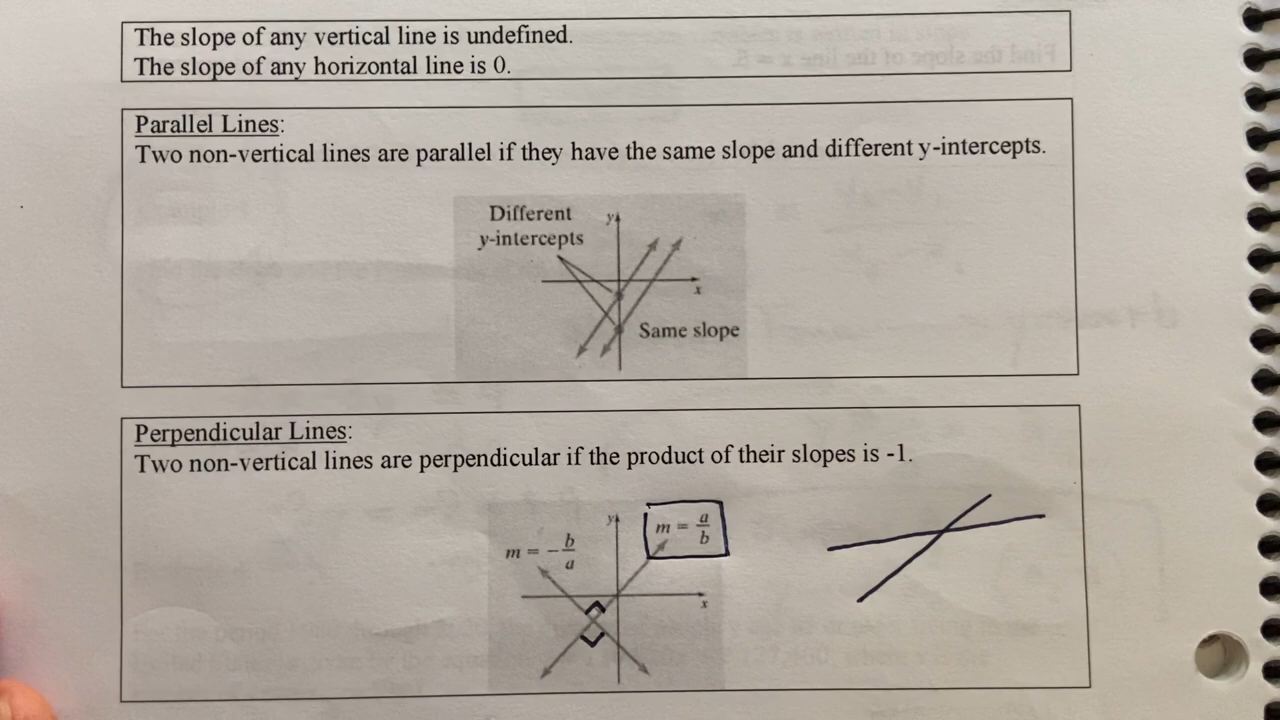 The slope of any vertical line is undefined.
The slope of any horizontal line is 0.
Parallel Lines:
Two non-vertical lines are parallel if they have the same slope and different y-intercepts.
Different
y-intercepts
y
x
Same slope
Perpendicular Lines:
Two non-vertical lines are perpendicular if the product of their slopes is -1.
m = -b/a
y
m = a/b
x